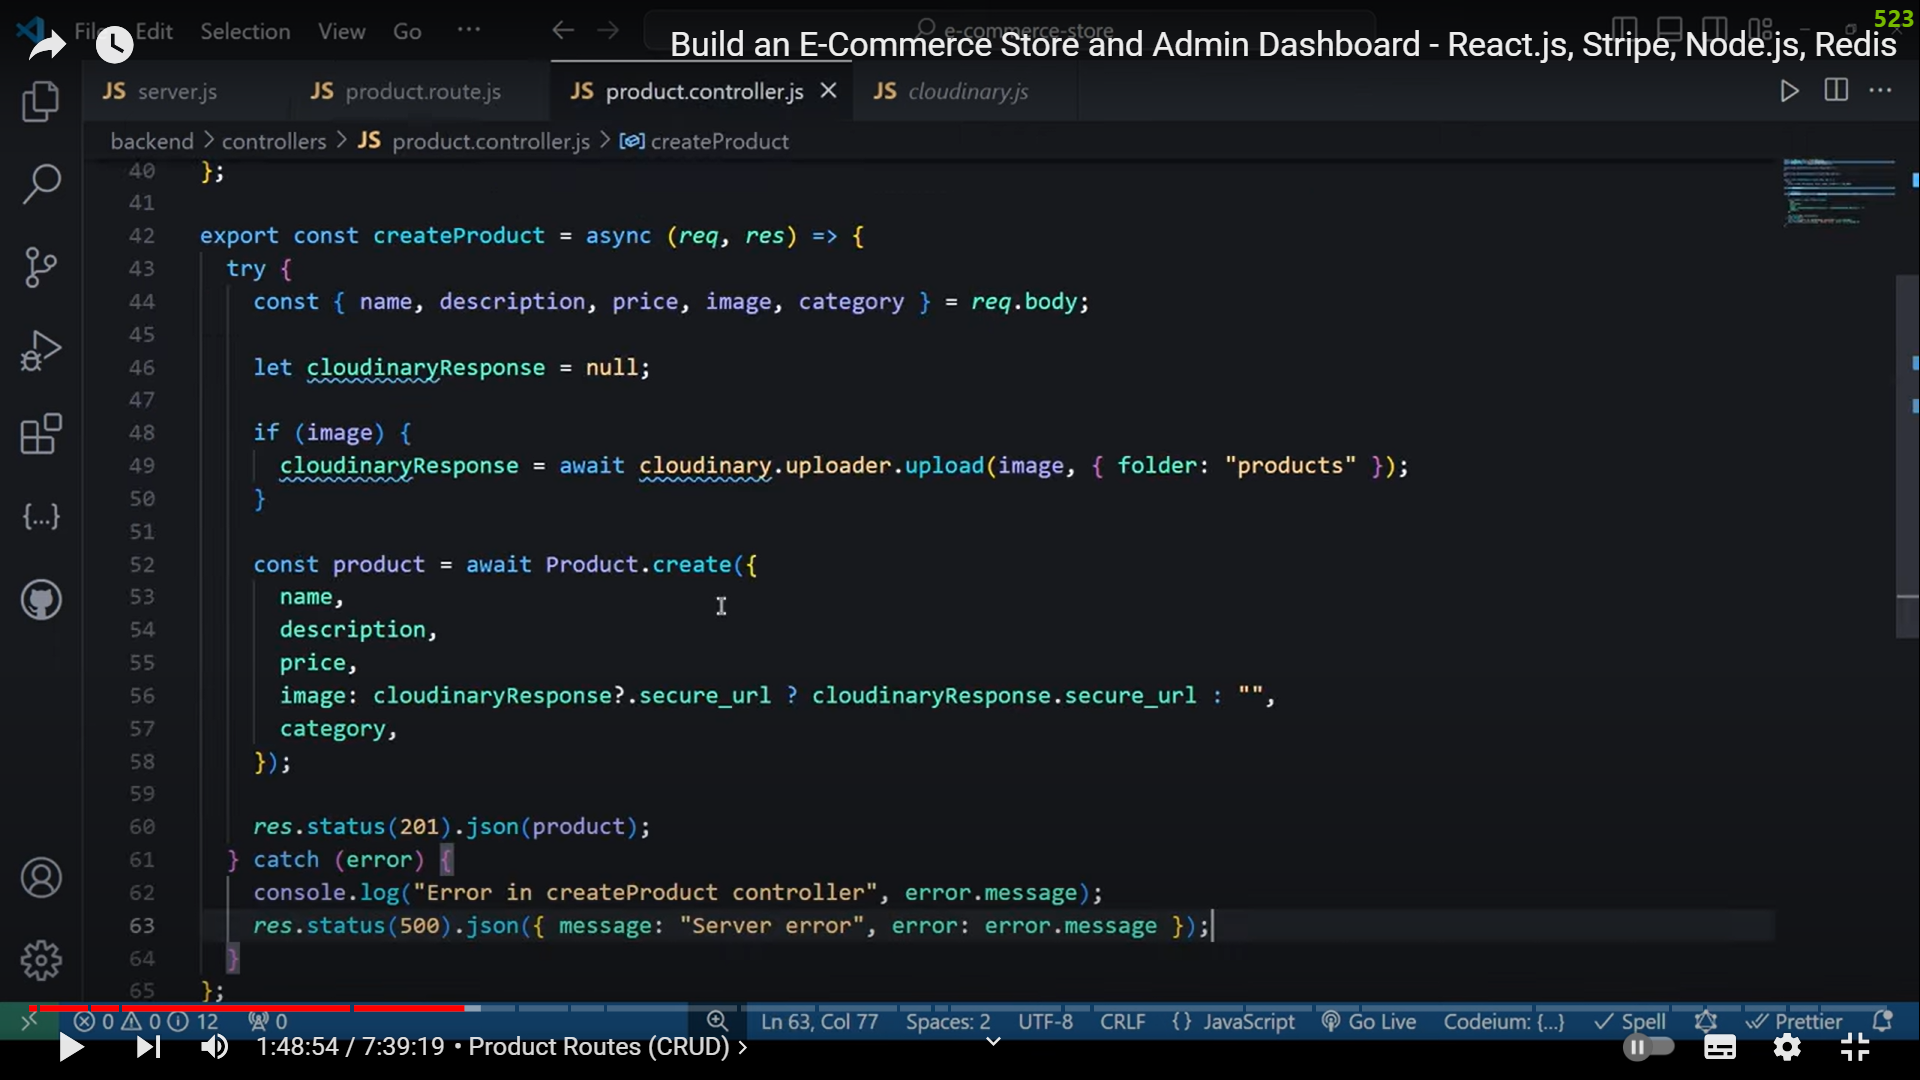 523
File Edit Selection View Go ··· e-commerce-store
Build an E-Commerce Store and Admin Dashboard - React.js, Stripe, Node.js, Redis
JS server.js JS product.route.js JS product.controller.js JS cloudinary.js
backend > controllers > JS product.controller.js > createProduct
40 };
41
42 export const createProduct = async (req, res) => {
43 try {
44 const { name, description, price, image, category } = req.body;
45
46 let cloudinaryResponse = null;
47
48 if (image) {
49 cloudinaryResponse = await cloudinary.uploader.upload(image, { folder: "products" });
50 }
51
52 const product = await Product.create({
53 name,
54 description,
55 price,
56 image: cloudinaryResponse?.secure_url ? cloudinaryResponse.secure_url : "",
57 category,
58 });
59
60 res.status(201).json(product);
61 } catch (error) {
62 console.log("Error in createProduct controller", error.message);
63 res.status(500).json({ message: "Server error", error: error.message });
64 }
65 };
0 0 12 0 Ln 63, Col 77 Spaces: 2 UTF-8 CRLF {} JavaScript Go Live Codeium: {...} Spell Prettier
1:48:54 / 7:39:19 • Product Routes (CRUD) >